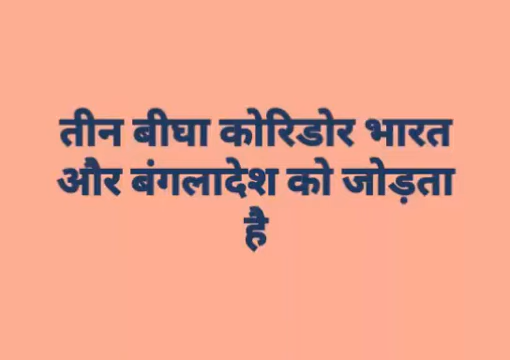 तीन बीघा कोरिडोर भारत
और बंगलादेश को जोड़ता
है